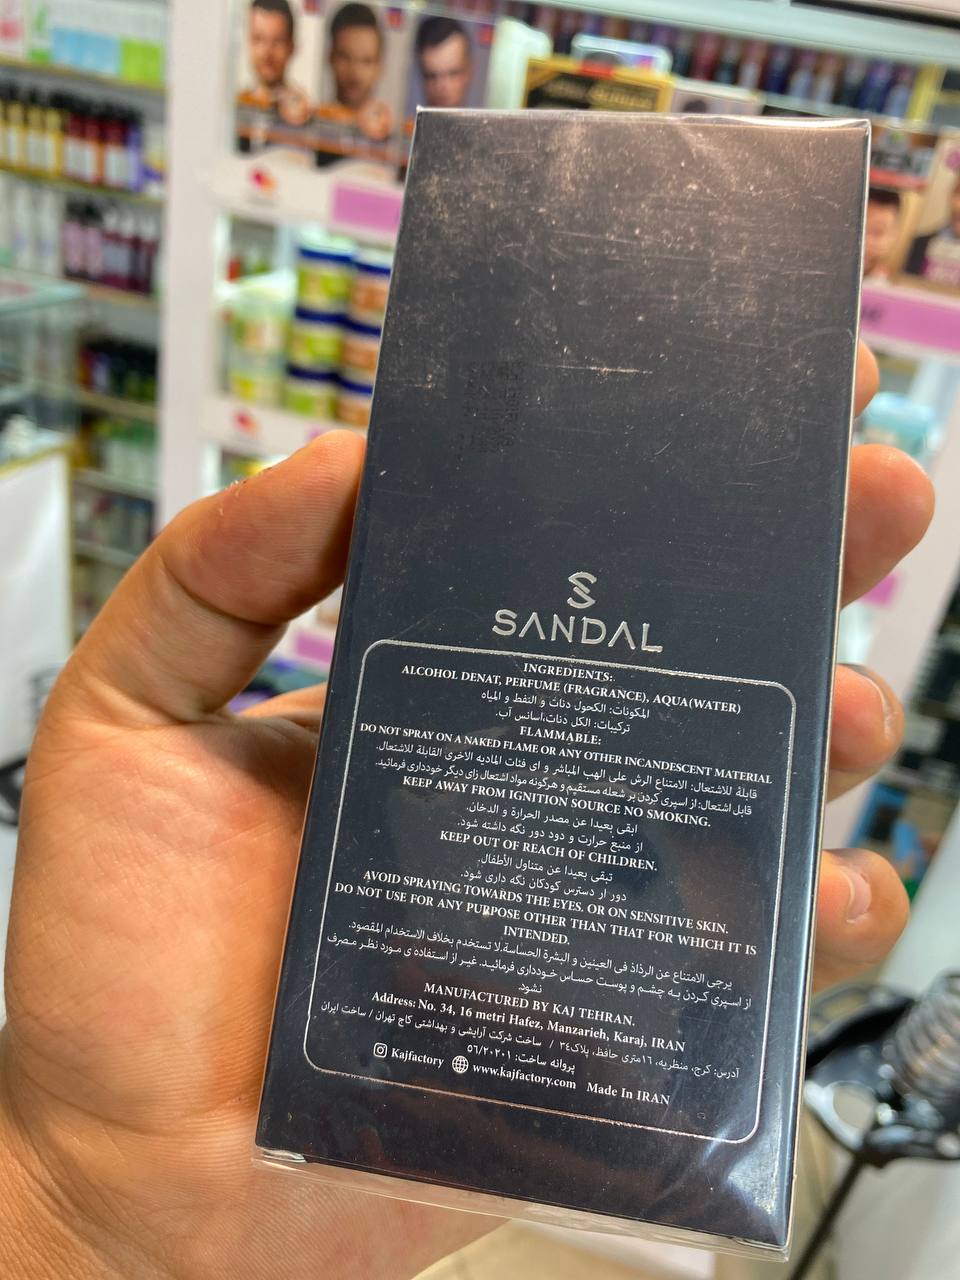 SANDAL
INGREDIENTS:
ALCOHOL DENAT, PERFUME (FRAGRANCE), AQUA(WATER)
المكونات: الكحول دنات و النفط و المياه
تركيبات: الكل دنات،اسانس آب.
FLAMMABLE:
DO NOT SPRAY ON A NAKED FLAME OR ANY OTHER INCANDESCENT MATERIAL
قابلة للاشتعال: الامتناع الرش على الهب المباشر و اى فئات الماديه الاخرى القابلة للاشتعال.
قابل اشتعال: از اسپری کردن بر شعله مستقیم و هرگونه مواد اشتعال زای دیگر خودداری فرمائید.
KEEP AWAY FROM IGNITION SOURCE NO SMOKING.
ابقى بعيدا عن مصدر الحرارة و الدخان.
از منبع حرارت و دود دور نگه داشته شود.
KEEP OUT OF REACH OF CHILDREN.
تبقى بعيدا عن متناول الأطفال.
دور از دسترس کودکان نگه داری شود.
AVOID SPRAYING TOWARDS THE EYES. OR ON SENSITIVE SKIN.
DO NOT USE FOR ANY PURPOSE OTHER THAN THAT FOR WHICH IT IS
INTENDED.
يرجى الامتناع عن الرذاذ فى العينين و البشرة الحساسة.لا تستخدم بخلاف الاستخدام المقصود.
از اسپری کردن به چشم و پوست حساس خودداری فرمائید. غیر از استفاده ی مورد نظر مصرف
نشود.
MANUFACTURED BY KAJ TEHRAN.
Address: No. 34, 16 metri Hafez, Manzarieh, Karaj, IRAN
آدرس: کرج، منظریه، ۱۶متری حافظ، پلاک۳۴ / ساخت شرکت آرایشی و بهداشتی کاج تهران / ساخت ایران
پروانه ساخت: ۵۶/۲۰۲۰۱
Kajfactory www.kajfactory.com Made In IRAN